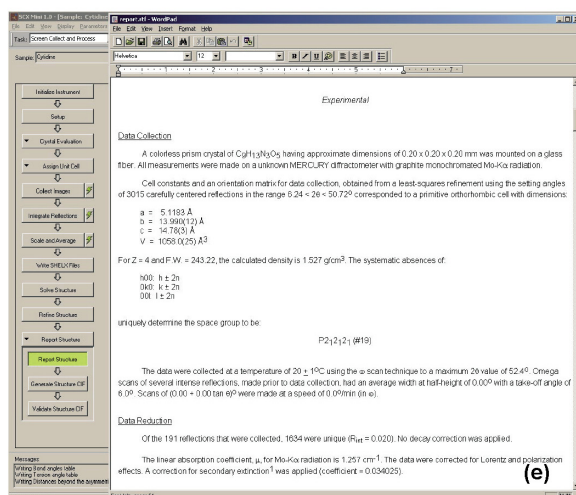 SCX Mini 1.0 - [Sample: Cytidine
File Edit View Display Parameters
Task: Screen Collect and Process
Sample: Cytidine
Initialize Instrument
Setup
Crystal Evaluation
Assign Unit Cell
Collect Images
Integrate Reflections
Scale and Average
Write SHELX Files
Solve Structure
Refine Structure
Report Structure
Report Structure
Generate Structure CIF
Validate Structure CIF
Messages
Writing Bond angles table
Writing Torsion angle table
Writing Distances beyond the asymmetri
report.rtf - WordPad
File Edit View Insert Format Help
Helvetica 12
Experimental
Data Collection
A colorless prism crystal of C9H13N3O5 having approximate dimensions of 0.20 x 0.20 x 0.20 mm was mounted on a glass
fiber. All measurements were made on a unknown MERCURY diffractometer with graphite monochromated Mo-Kα radiation.
Cell constants and an orientation matrix for data collection, obtained from a least-squares refinement using the setting angles
of 3015 carefully centered reflections in the range 6.24 < 2θ < 50.72º corresponded to a primitive orthorhombic cell with dimensions:
a = 5.1183 Å
b = 13.990(12) Å
c = 14.78(3) Å
V = 1058.0(25) Å3
For Z = 4 and F.W. = 243.22, the calculated density is 1.527 g/cm3. The systematic absences of:
h00: h ± 2n
0k0: k ± 2n
00l: l ± 2n
uniquely determine the space group to be:
P212121 (#19)
The data were collected at a temperature of 20 ± 1ºC using the ω scan technique to a maximum 2θ value of 52.4º. Omega
scans of several intense reflections, made prior to data collection, had an average width at half-height of 0.00º with a take-off angle of
6.0º. Scans of (0.00 + 0.00 tan θ)º were made at a speed of 0.0º/min (in ω).
Data Reduction
Of the 191 reflections that were collected, 1634 were unique (Rint = 0.020). No decay correction was applied.
The linear absorption coefficient, μ, for Mo-Kα radiation is 1.257 cm-1. The data were corrected for Lorentz and polarization
effects. A correction for secondary extinction1 was applied (coefficient = 0.034025).
(e)